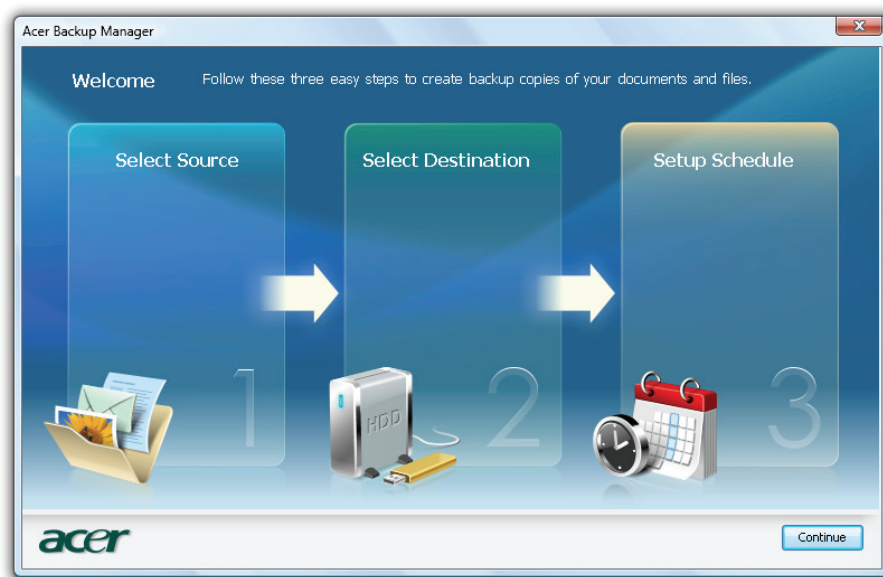 Acer Backup Manager
Welcome
Follow these three easy steps to create backup copies of your documents and files.
Select Source
Select Destination
Setup Schedule
1
HDD
2
3
acer
Continue